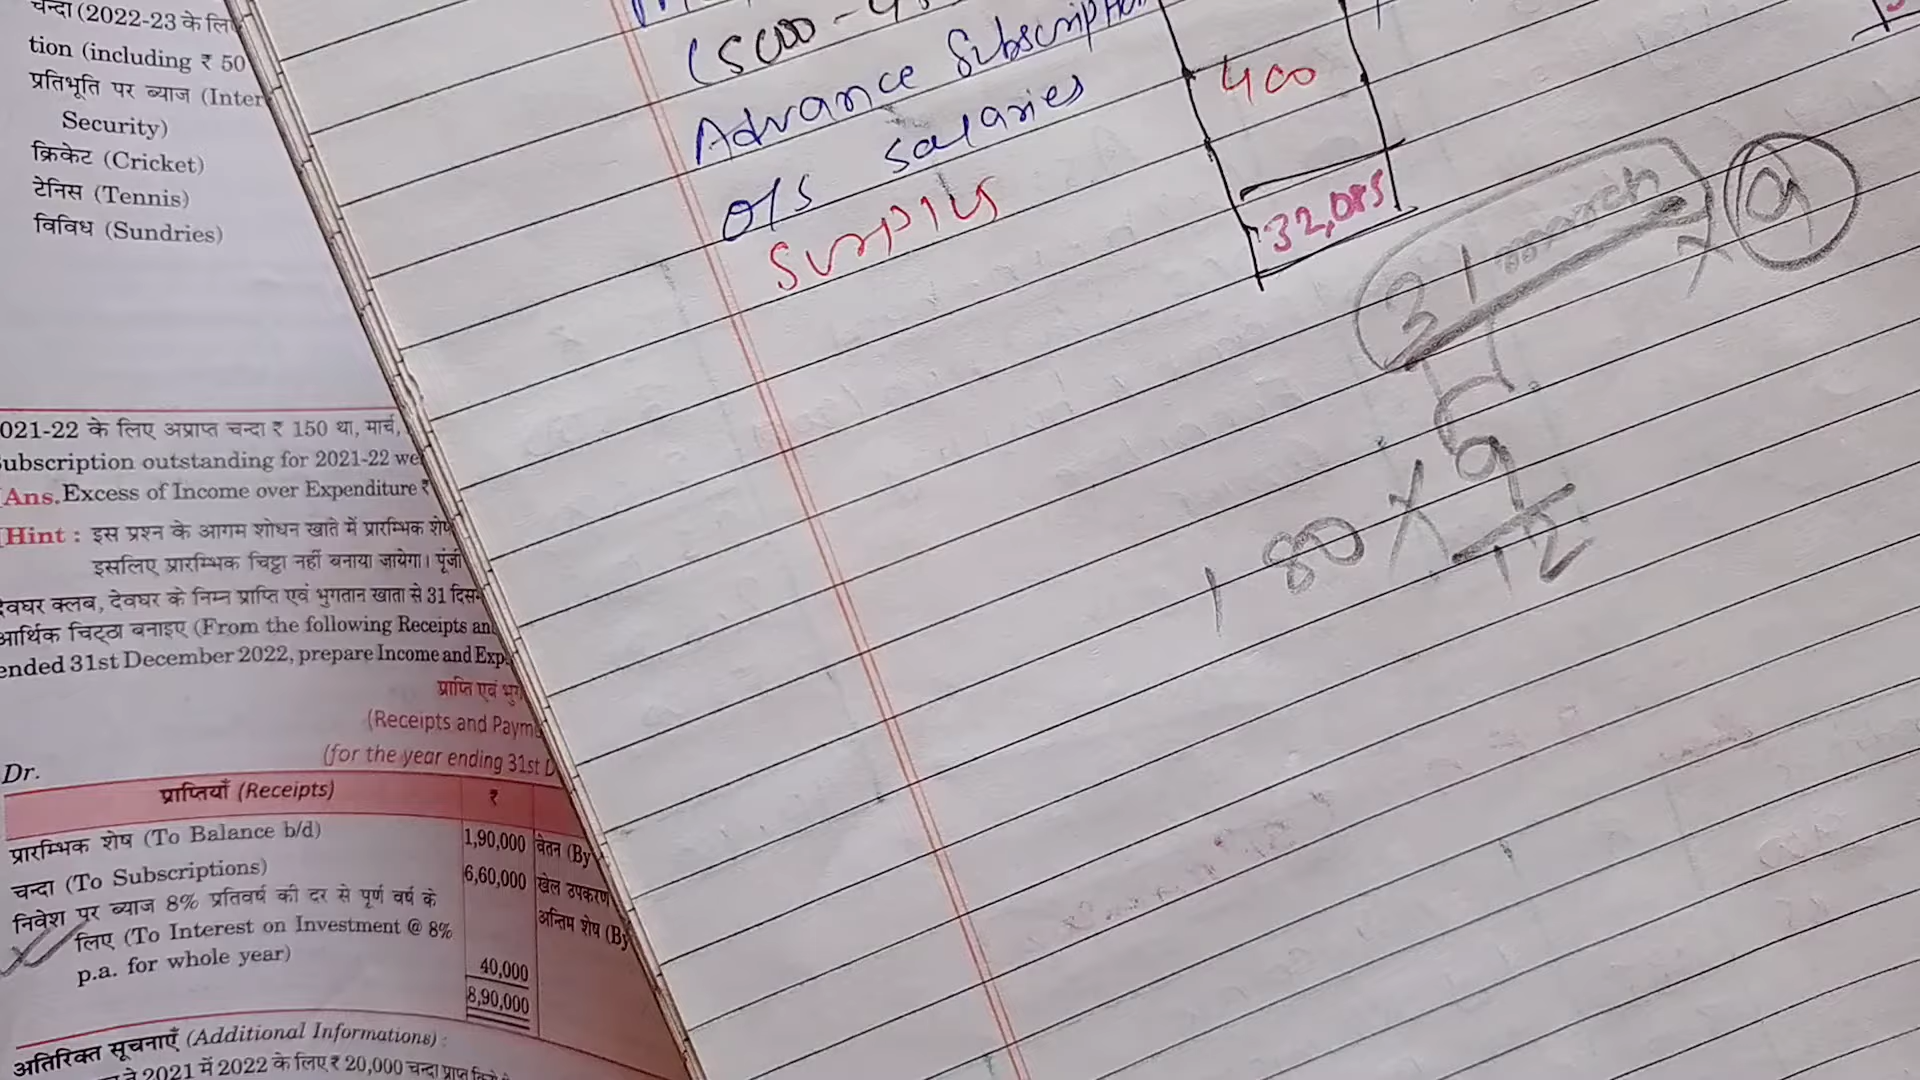 चन्दा (2022-23 के लि
tion (including ₹ 50
प्रतिभूति पर ब्याज (Inter
Security)
क्रिकेट (Cricket)
टेनिस (Tennis)
विविध (Sundries)
021-22 के लिए अप्राप्त चन्दा ₹ 150 था, मार्च,
ubscription outstanding for 2021-22 we
[Ans. Excess of Income over Expenditure ₹
[Hint : इस प्रश्न के आगम शोधन खाते में प्रारम्भिक शेष
इसलिए प्रारम्भिक चिट्ठा नहीं बनाया जायेगा। पूंजी
देवघर क्लब, देवघर के निम्न प्राप्ति एवं भुगतान खाता से 31 दिस
आर्थिक चिट्ठा बनाइए (From the following Receipts an
ended 31st December 2022, prepare Income and Exp
प्राप्ति एवं भुग
(Receipts and Paym
(for the year ending 31st D
Dr.
प्राप्तियाँ (Receipts) ₹
प्रारम्भिक शेष (To Balance b/d) 1,90,000 वेतन (By
चन्दा (To Subscriptions) 6,60,000 खेल उपकरण
निवेश पर ब्याज 8% प्रतिवर्ष की दर से पूर्ण वर्ष के अन्तिम शेष (By
लिए (To Interest on Investment @ 8%
p.a. for whole year) 40,000
8,90,000
अतिरिक्त सूचनाएँ (Additional Informations) :
ने 2021 में 2022 के लिए ₹ 20,000 चन्दा प्राप्त
(5000 - 4
Advance Subscription
o/s salaries 400
Surplus
32,085
31 march 9
180 × 9
12